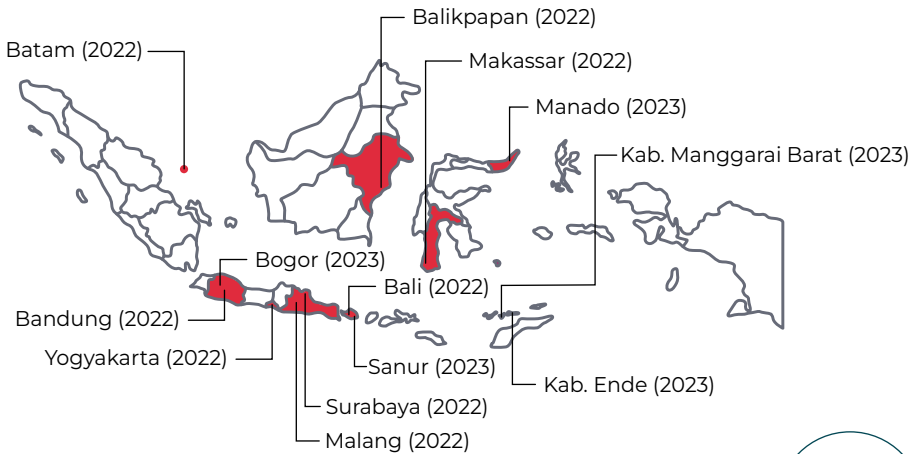 Balikpapan (2022)
Batam (2022)
Makassar (2022)
Manado (2023)
Kab. Manggarai Barat (2023)
Bogor (2023)
Bali (2022)
Bandung (2022)
Yogyakarta (2022)
Sanur (2023)
Kab. Ende (2023)
Surabaya (2022)
Malang (2022)